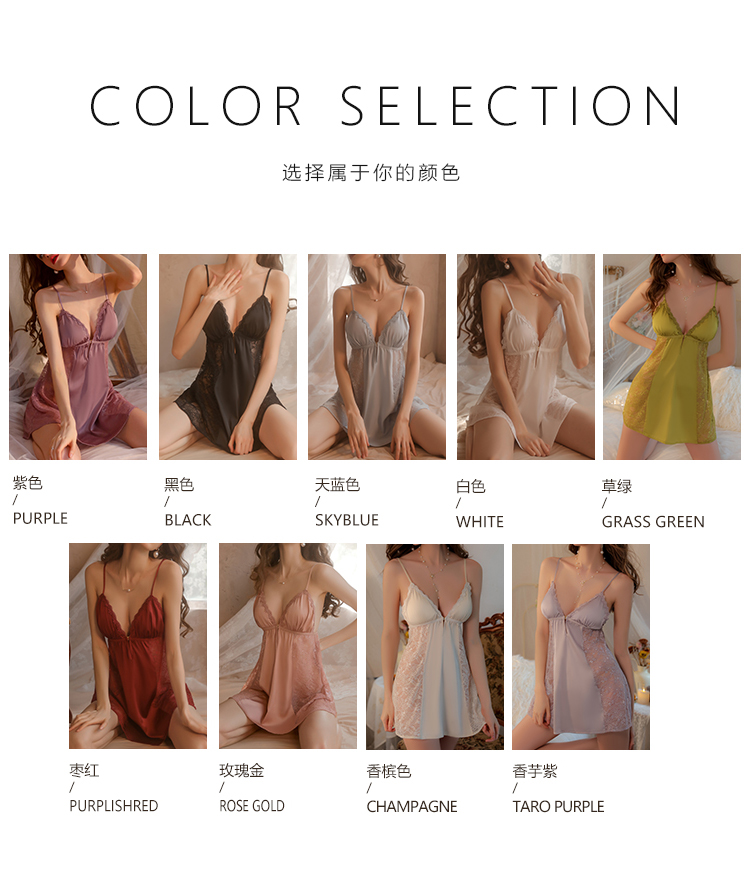 COLOR SELECTION
选择属于你的颜色
紫色
/
PURPLE
黑色
/
BLACK
天蓝色
/
SKYBLUE
白色
/
WHITE
草绿
/
GRASS GREEN
枣红
/
PURPLISHRED
玫瑰金
/
ROSE GOLD
香槟色
/
CHAMPAGNE
香芋紫
/
TARO PURPLE